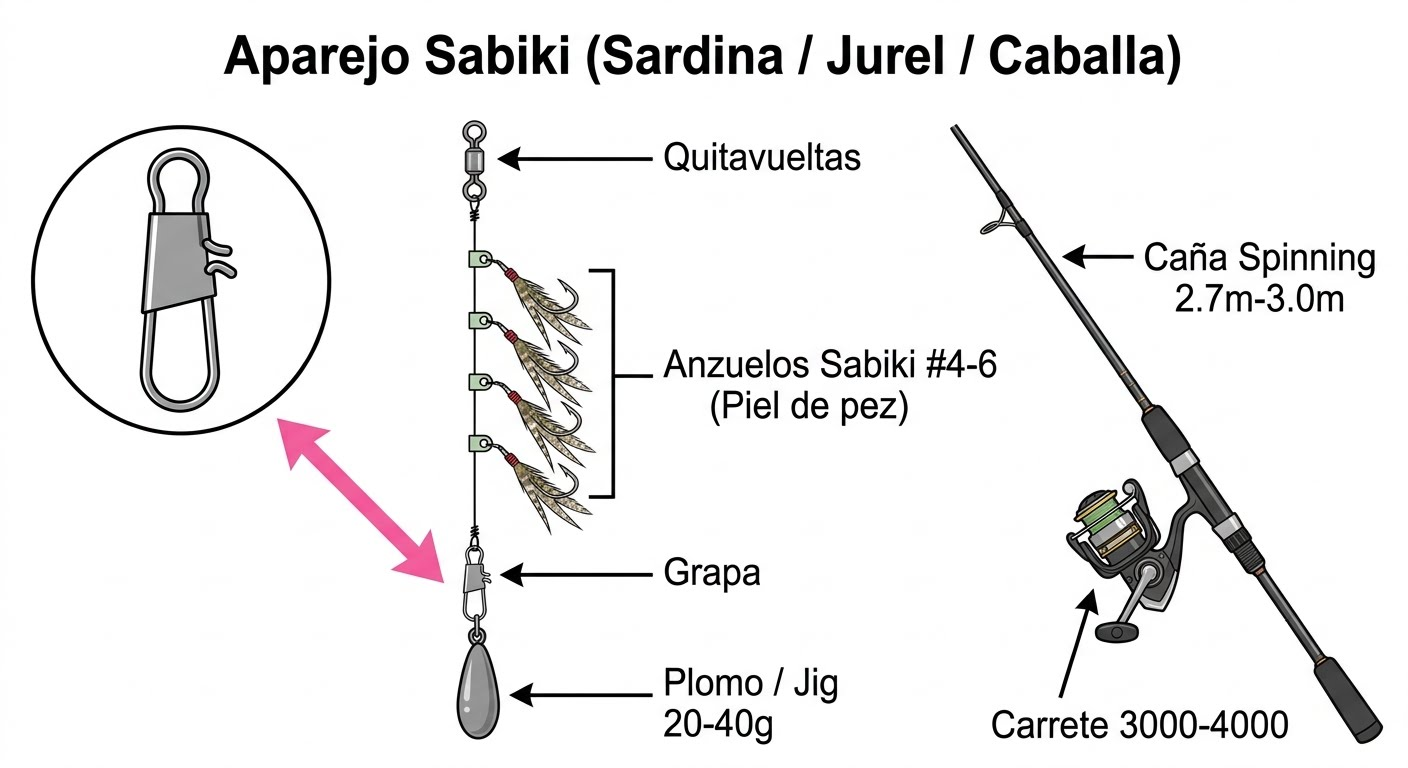 Aparejo Sabiki (Sardina / Jurel / Caballa)
Quitavueltas
Caña Spinning
2.7m-3.0m
Anzuelos Sabiki #4-6
(Piel de pez)
Grapa
Plomo / Jig
20-40g
Carrete 3000-4000